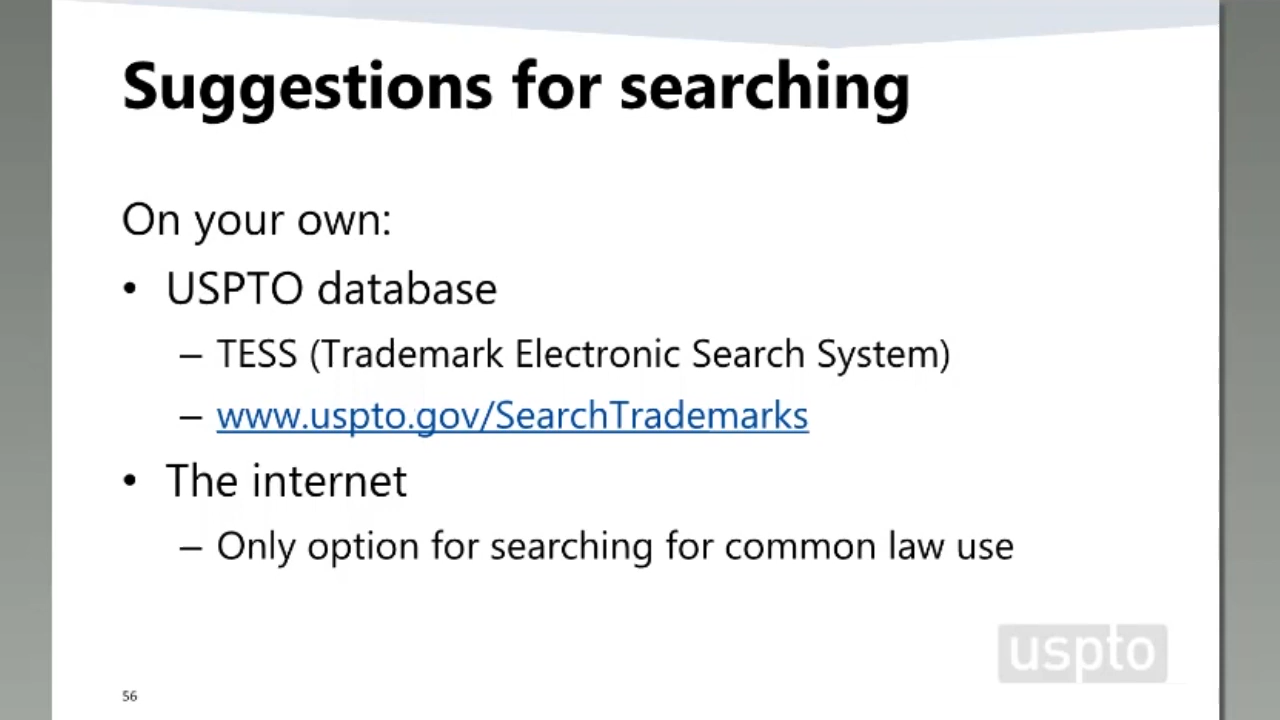 Suggestions for searching
On your own:
• USPTO database
– TESS (Trademark Electronic Search System)
– www.uspto.gov/SearchTrademarks
• The internet
– Only option for searching for common law use
uspto
56